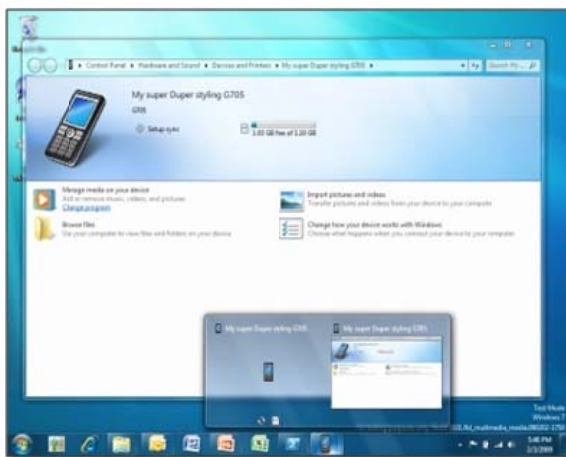 Control Panel ▸ Hardware and Sound ▸ Devices and Printers ▸ My super Duper styling G705 ▸
My super Duper styling G705
G705
Setup sync
Manage media on your device
Add or remove music, videos, and pictures
Change program
Import pictures and videos
Transfer pictures and videos from your device to your computer
Browse files
Use your computer to view files and folders on your device
Change how your device works with Windows
Choose what happens when you connect your device to your computer
My super Duper styling G705
My super Duper styling G705
Test Mode
Windows 7
5:48 PM
2/3/2009